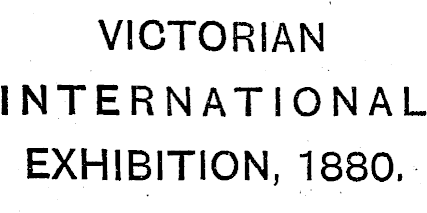 VICTORIAN
INTERNATIONAL
EXHIBITION, 1880.